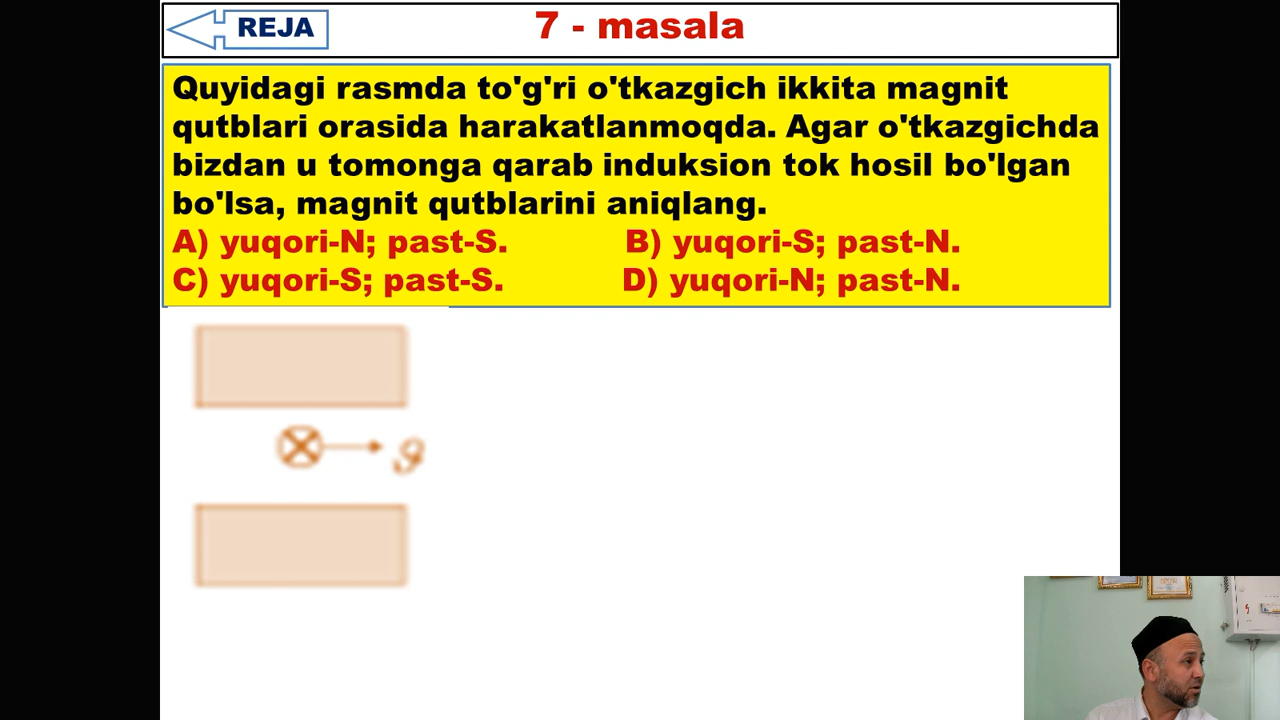 REJA
7 - masala
Quyidagi rasmda to'g'ri o'tkazgich ikkita magnit
qutblari orasida harakatlanmoqda. Agar o'tkazgichda
bizdan u tomonga qarab induksion tok hosil bo'lgan
bo'lsa, magnit qutblarini aniqlang.
A) yuqori-N; past-S. B) yuqori-S; past-N.
C) yuqori-S; past-S. D) yuqori-N; past-N.
ϑ